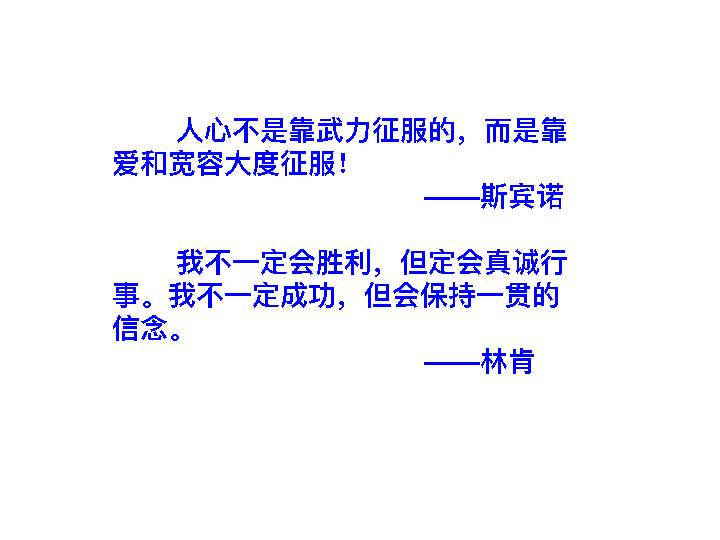 人心不是靠武力征服的，而是靠
爱和宽容大度征服！
——斯宾诺
我不一定会胜利，但定会真诚行
事。我不一定成功，但会保持一贯的
信念。
——林肯